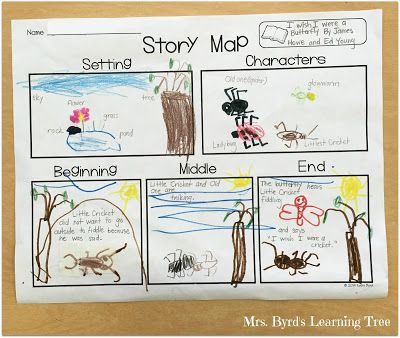 Name
I wish I were a
Butterfly By James
Howe and Ed Young
Story Map
Setting
Characters
sky
flower
grass
tree
rock
pond
Old one(spider)
glowworm
Ladybug
Littlest Cricket
Beginning
Middle
End
Little Cricket
did not want to go
outside to fiddle because
he was said.
Little Cricket and Old
one are
talking.
The butterfly hears
Little Cricket
fiddling
and says
"I wish I were a
cricket."
Mrs. Byrd's Learning Tree